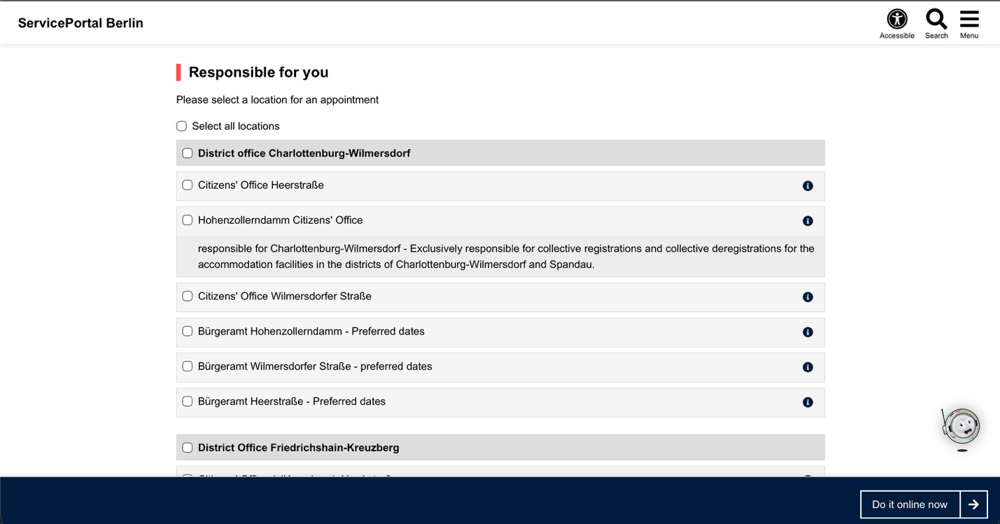 ServicePortal Berlin
Accessible
Search
Menu
Responsible for you
Please select a location for an appointment
Select all locations
District office Charlottenburg-Wilmersdorf
Citizens' Office Heerstraße
Hohenzollerndamm Citizens' Office
responsible for Charlottenburg-Wilmersdorf - Exclusively responsible for collective registrations and collective deregistrations for the
accommodation facilities in the districts of Charlottenburg-Wilmersdorf and Spandau.
Citizens' Office Wilmersdorfer Straße
Bürgeramt Hohenzollerndamm - Preferred dates
Bürgeramt Wilmersdorfer Straße - preferred dates
Bürgeramt Heerstraße - Preferred dates
District Office Friedrichshain-Kreuzberg
Do it online now